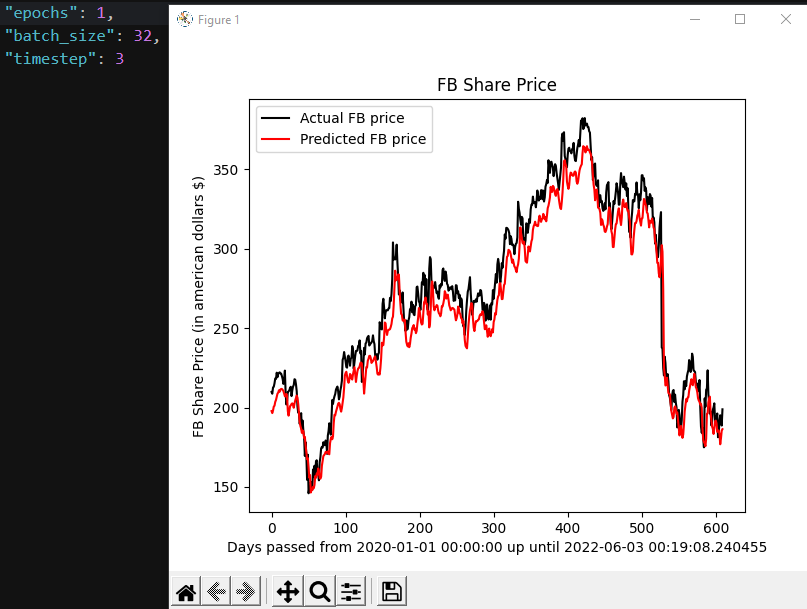 "epochs": 1,
"batch_size": 32,
"timestep": 3
Figure 1
FB Share Price
Actual FB price
Predicted FB price
FB Share Price (in american dollars $)
350
300
250
200
150
0 100 200 300 400 500 600
Days passed from 2020-01-01 00:00:00 up until 2022-06-03 00:19:08.240455